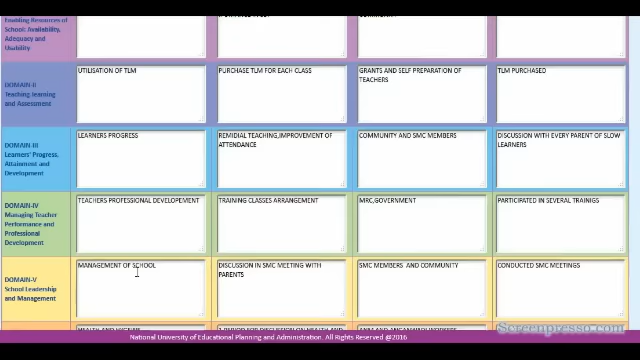 Enabling Resources of
School: Availability,
Adequacy and
Usability
DOMAIN-II
Teaching Learning
and Assessment
UTILISATION OF TLM
PURCHASE TLM FOR EACH CLASS
GRANTS AND SELF PREPARATION OF
TEACHERS
TLM PURCHASED
DOMAIN-III
Learners' Progress,
Attainment and
Development
LEARNERS PROGRESS
REMIDIAL TEACHING,IMPROVEMENT OF
ATTENDANCE
COMMUNITY AND SMC MEMBERS
DISCUSSION WITH EVERY PARENT OF SLOW
LEARNERS
DOMAIN-IV
Managing Teacher
Performance and
Professional
Development
TEACHERS PROFESSIONAL DEVELOPEMENT
TRAINING CLASSES ARRANGEMENT
MRC,GOVERNMENT
PARTICIPATED IN SEVERAL TRAINIGS
DOMAIN-V
School Leadership
and Management
MANAGEMENT OF SCHOOL
DISCUSSION IN SMC MEETING WITH
PARENTS
SMC MEMBERS AND COMMUNITY
CONDUCTED SMC MEETINGS
National University of Educational Planning and Administration. All Rights Reserved @2016
Screenpresso.com